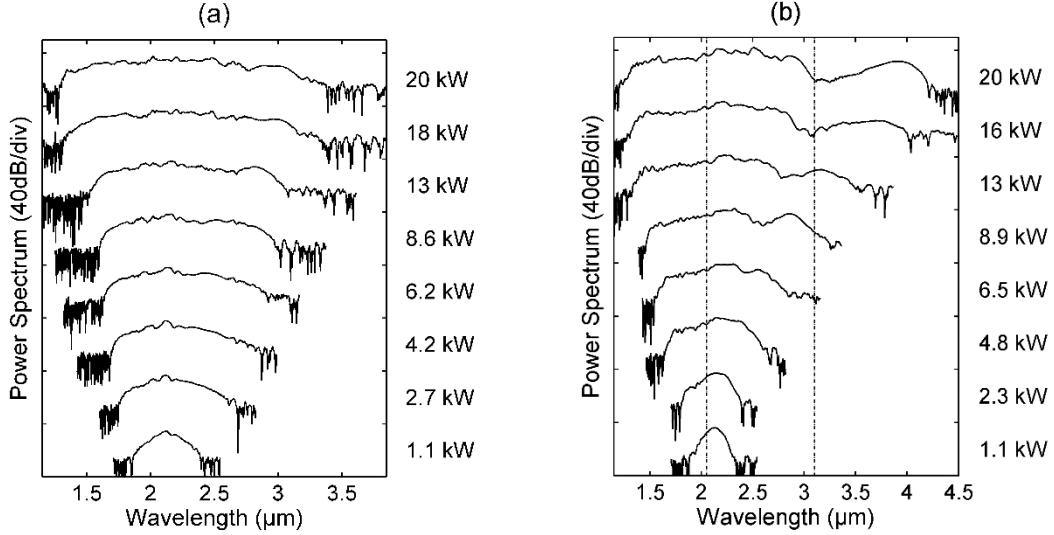 (a)
Power Spectrum (40dB/div)
20 kW
18 kW
13 kW
8.6 kW
6.2 kW
4.2 kW
2.7 kW
1.1 kW
1.5 2 2.5 3 3.5
Wavelength (μm)
(b)
Power Spectrum (40dB/div)
20 kW
16 kW
13 kW
8.9 kW
6.5 kW
4.8 kW
2.3 kW
1.1 kW
1.5 2 2.5 3 3.5 4 4.5
Wavelength (μm)